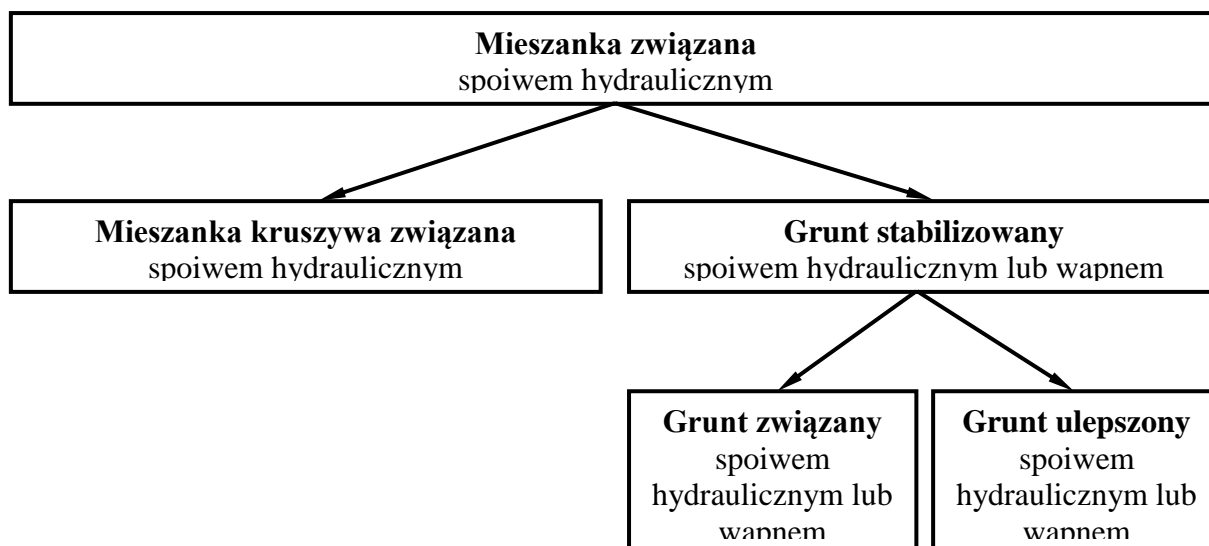 Mieszanka związana
spoiwem hydraulicznym
Mieszanka kruszywa związana
spoiwem hydraulicznym
Grunt stabilizowany
spoiwem hydraulicznym lub wapnem
Grunt związany
spoiwem
hydraulicznym lub
wapnem
Grunt ulepszony
spoiwem
hydraulicznym lub
wapnem